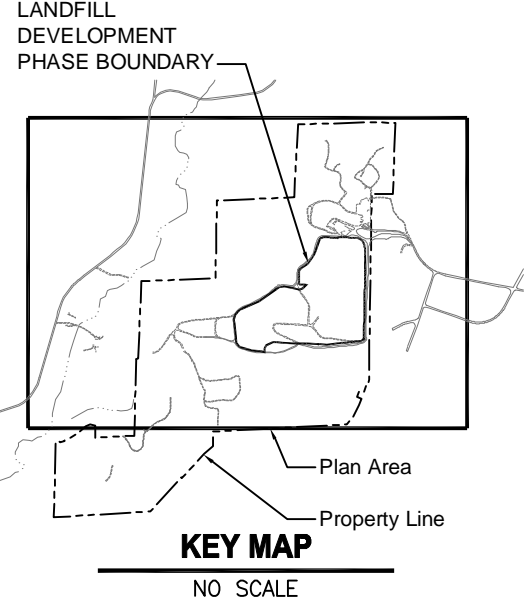 LANDFILL
DEVELOPMENT
PHASE BOUNDARY
Plan Area
Property Line
KEY MAP
NO SCALE